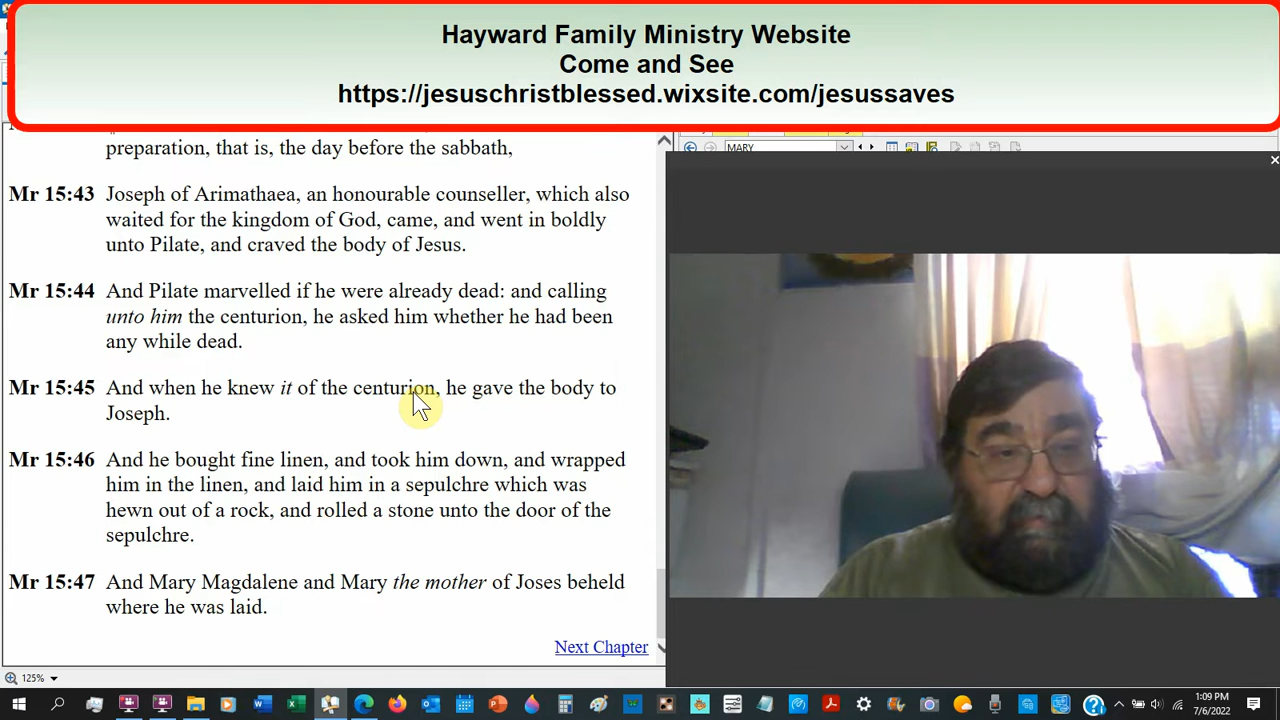 Hayward Family Ministry Website
Come and See
https://jesuschristblessed.wixsite.com/jesussaves
preparation, that is, the day before the sabbath,
MARY
Mr 15:43 Joseph of Arimathaea, an honourable counseller, which also
waited for the kingdom of God, came, and went in boldly
unto Pilate, and craved the body of Jesus.
Mr 15:44 And Pilate marvelled if he were already dead: and calling
unto him the centurion, he asked him whether he had been
any while dead.
Mr 15:45 And when he knew it of the centurion, he gave the body to
Joseph.
Mr 15:46 And he bought fine linen, and took him down, and wrapped
him in the linen, and laid him in a sepulchre which was
hewn out of a rock, and rolled a stone unto the door of the
sepulchre.
Mr 15:47 And Mary Magdalene and Mary the mother of Joses beheld
where he was laid.
Next Chapter
125%
1:09 PM
7/6/2022